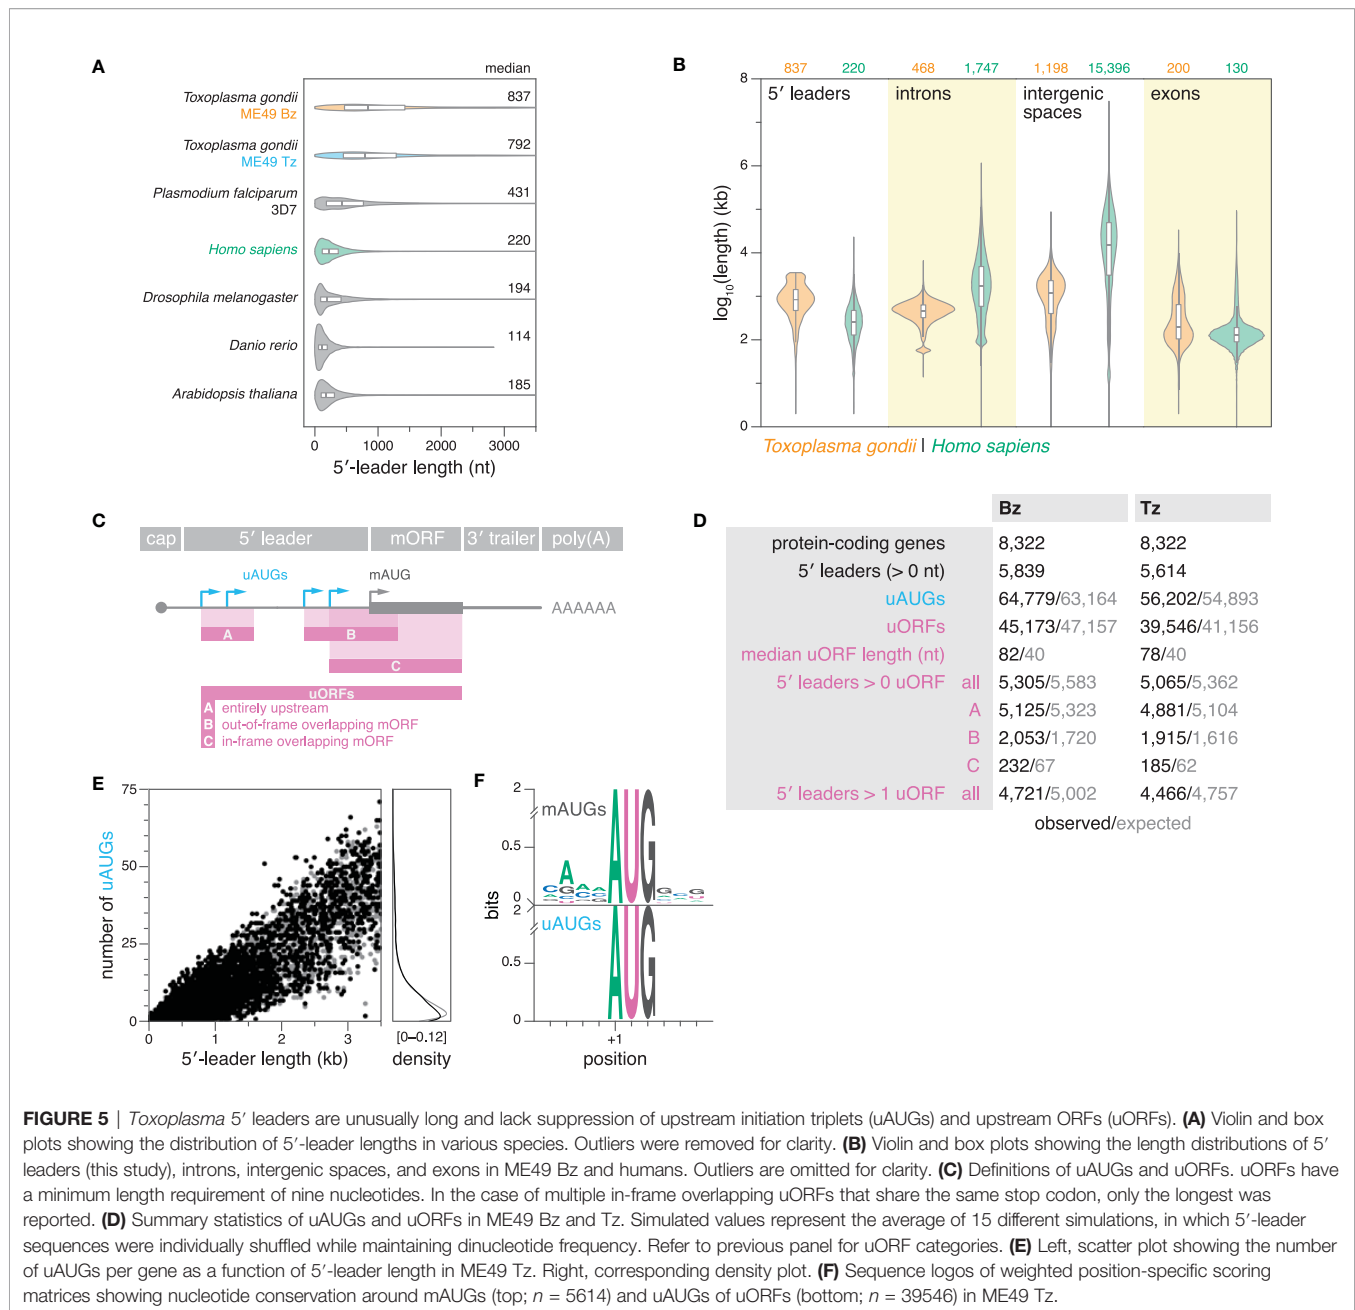 A
median
Toxoplasma gondii
ME49 Bz
837
Toxoplasma gondii
ME49 Tz
792
Plasmodium falciparum
3D7
431
Homo sapiens
220
Drosophila melanogaster
194
Danio rerio
114
Arabidopsis thaliana
185
0 1000 2000 3000
5′-leader length (nt)
B
837 220 468 1,747 1,198 15,396 200 130
5′ leaders introns intergenic spaces exons
8
6
4
2
0
log10(length) (kb)
Toxoplasma gondii | Homo sapiens
C
cap 5′ leader mORF 3′ trailer poly(A)
uAUGs mAUG
AAAAAA
A
B
C
uORFs
A entirely upstream
B out-of-frame overlapping mORF
C in-frame overlapping mORF
D
Bz Tz
protein-coding genes 8,322 8,322
5′ leaders (> 0 nt) 5,839 5,614
uAUGs 64,779/63,164 56,202/54,893
uORFs 45,173/47,157 39,546/41,156
median uORF length (nt) 82/40 78/40
5′ leaders > 0 uORF all 5,305/5,583 5,065/5,362
A 5,125/5,323 4,881/5,104
B 2,053/1,720 1,915/1,616
C 232/67 185/62
5′ leaders > 1 uORF all 4,721/5,002 4,466/4,757
observed/expected
E
75
50
25
0
number of uAUGs
0 1 2 3
5′-leader length (kb)
[0–0.12]
density
F
2
mAUGs
0.5
0
AUG
bits
2
uAUGs
0.5
0
AUG
+1
position
FIGURE 5 | Toxoplasma 5′ leaders are unusually long and lack suppression of upstream initiation triplets (uAUGs) and upstream ORFs (uORFs). (A) Violin and box
plots showing the distribution of 5′-leader lengths in various species. Outliers were removed for clarity. (B) Violin and box plots showing the length distributions of 5′
leaders (this study), introns, intergenic spaces, and exons in ME49 Bz and humans. Outliers are omitted for clarity. (C) Definitions of uAUGs and uORFs. uORFs have
a minimum length requirement of nine nucleotides. In the case of multiple in-frame overlapping uORFs that share the same stop codon, only the longest was
reported. (D) Summary statistics of uAUGs and uORFs in ME49 Bz and Tz. Simulated values represent the average of 15 different simulations, in which 5′-leader
sequences were individually shuffled while maintaining dinucleotide frequency. Refer to previous panel for uORF categories. (E) Left, scatter plot showing the number
of uAUGs per gene as a function of 5′-leader length in ME49 Tz. Right, corresponding density plot. (F) Sequence logos of weighted position-specific scoring
matrices showing nucleotide conservation around mAUGs (top; n = 5614) and uAUGs of uORFs (bottom; n = 39546) in ME49 Tz.